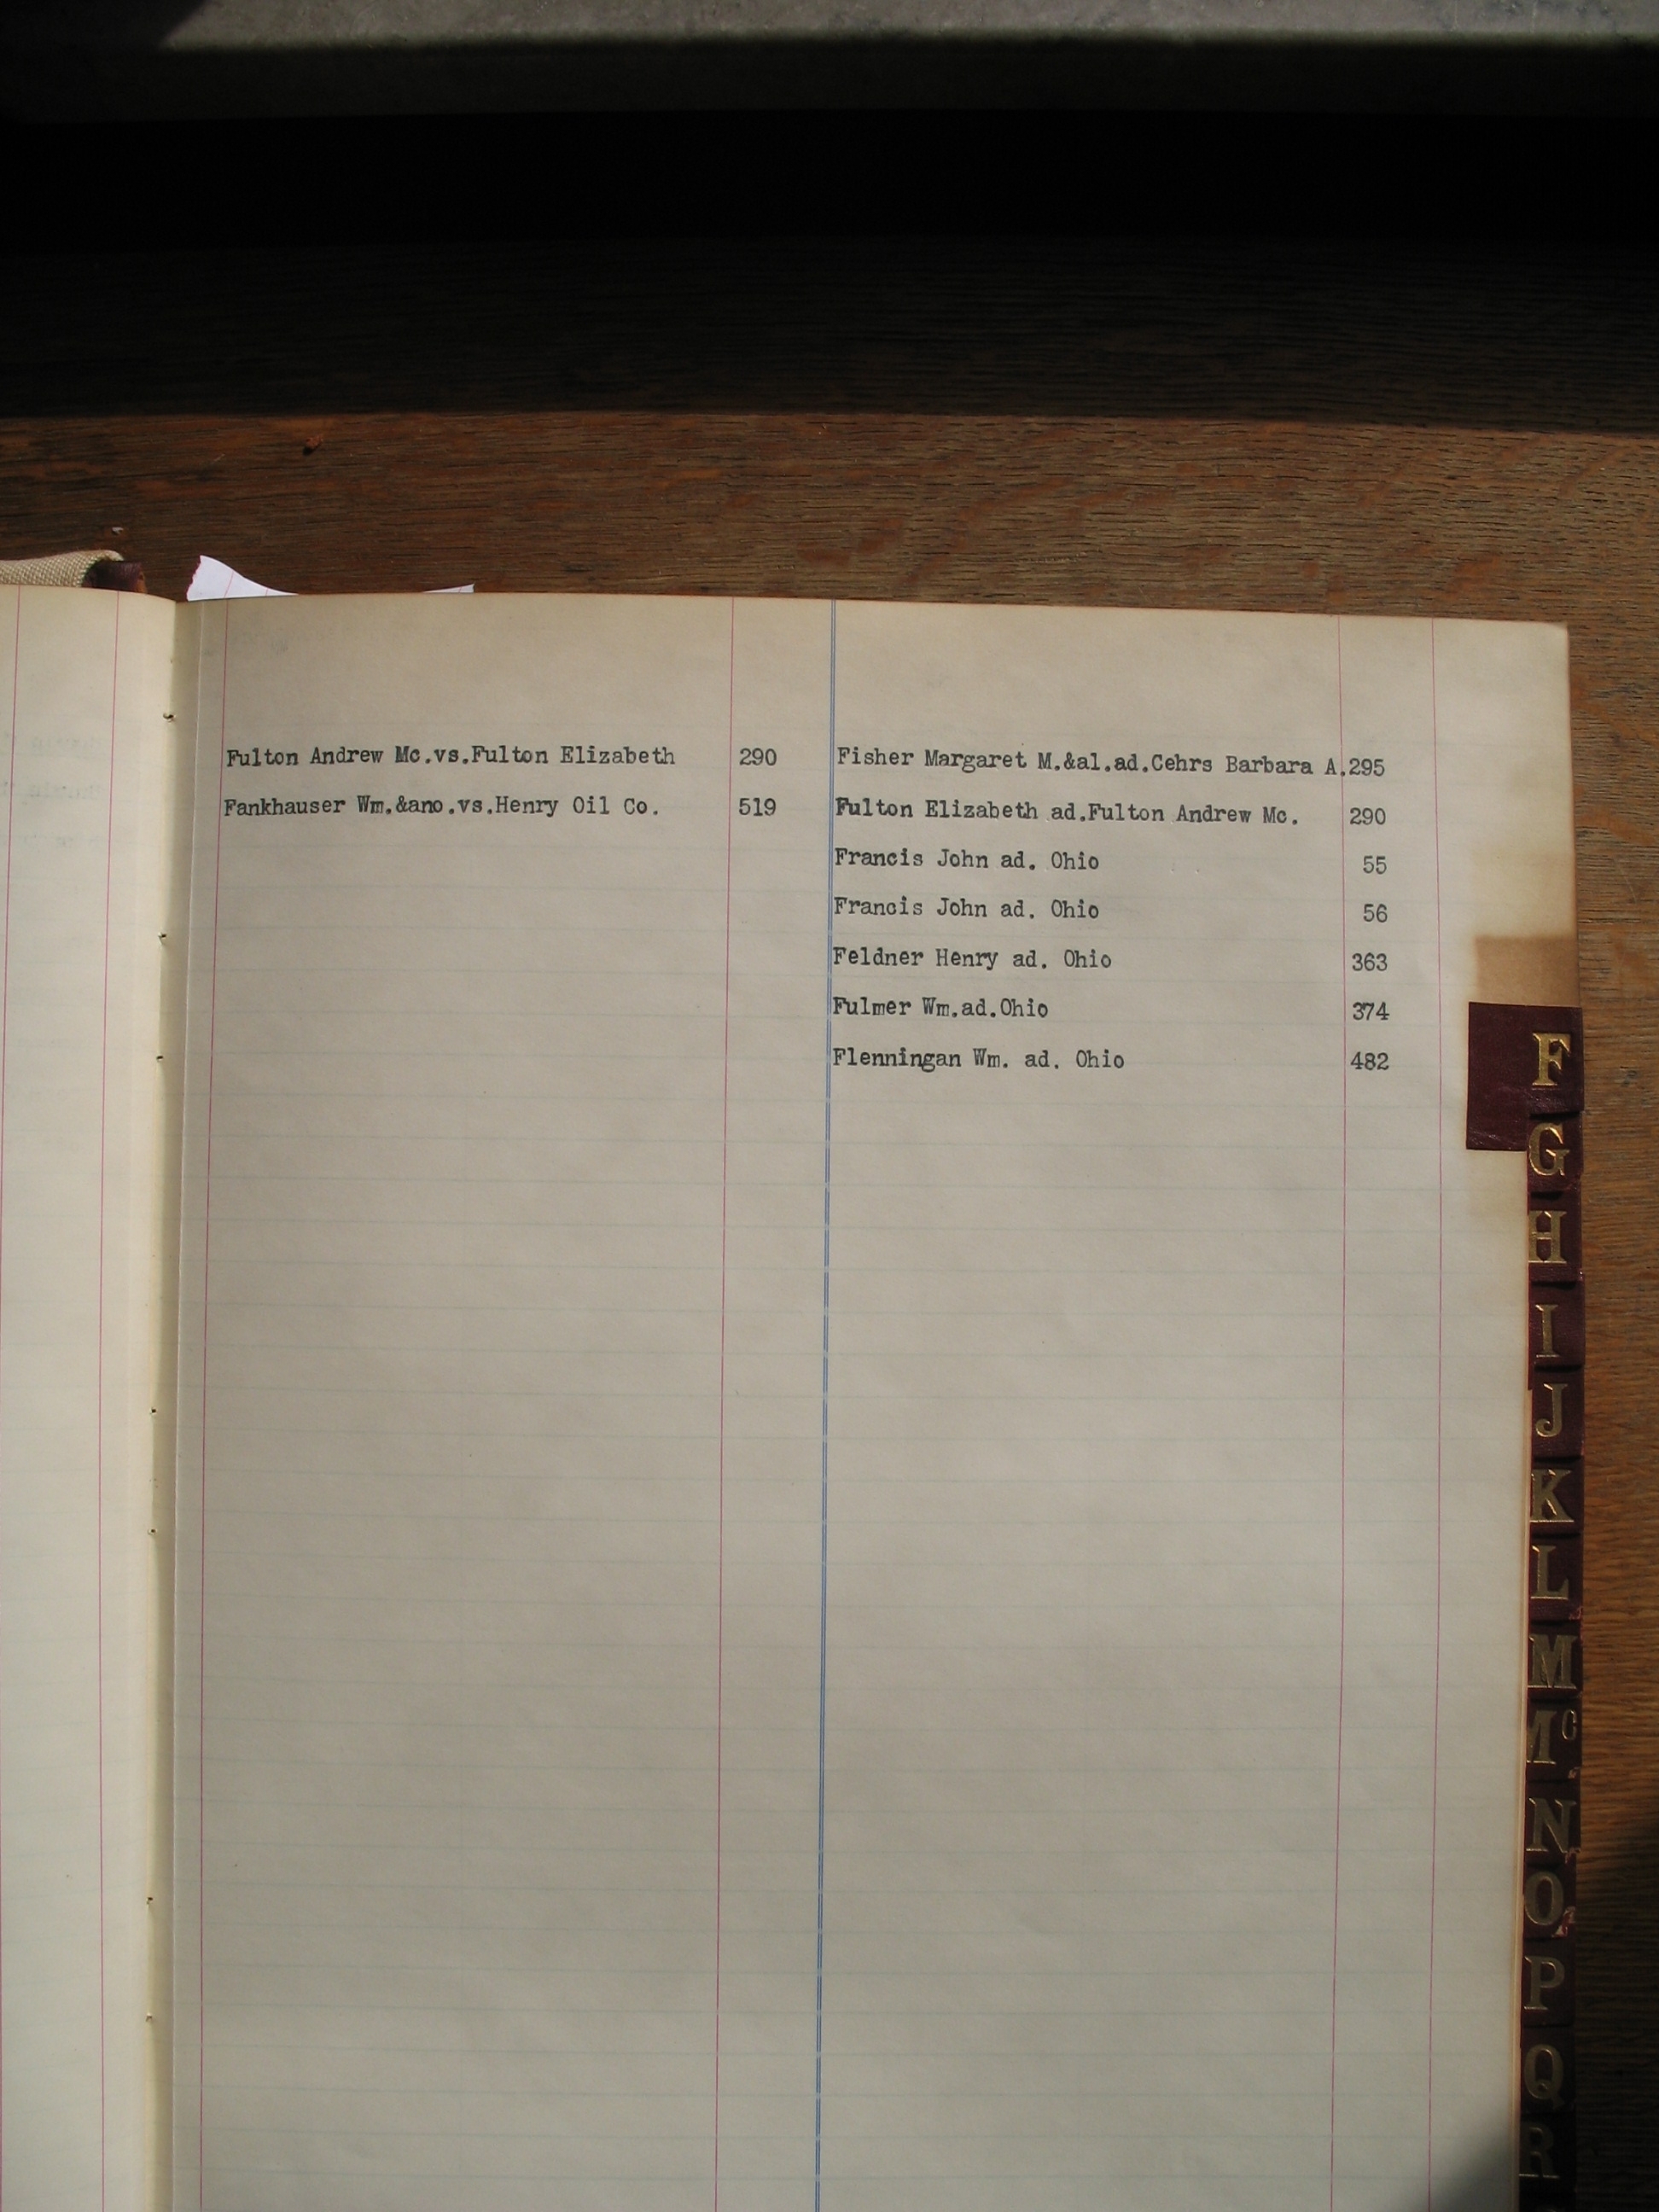 Fulton Andrew Mc.vs.Fulton Elizabeth 290
Fankhauser Wm.&ano.vs.Henry Oil Co. 519
Fisher Margaret M.&al.ad.Cehrs Barbara A.295
Fulton Elizabeth ad.Fulton Andrew Mc. 290
Francis John ad. Ohio 55
Francis John ad. Ohio 56
Feldner Henry ad. Ohio 363
Fulmer Wm.ad.Ohio 374
Flenningan Wm. ad. Ohio 482
F
G
H
I
J
K
L
M
Mc
N
O
P
Q
R